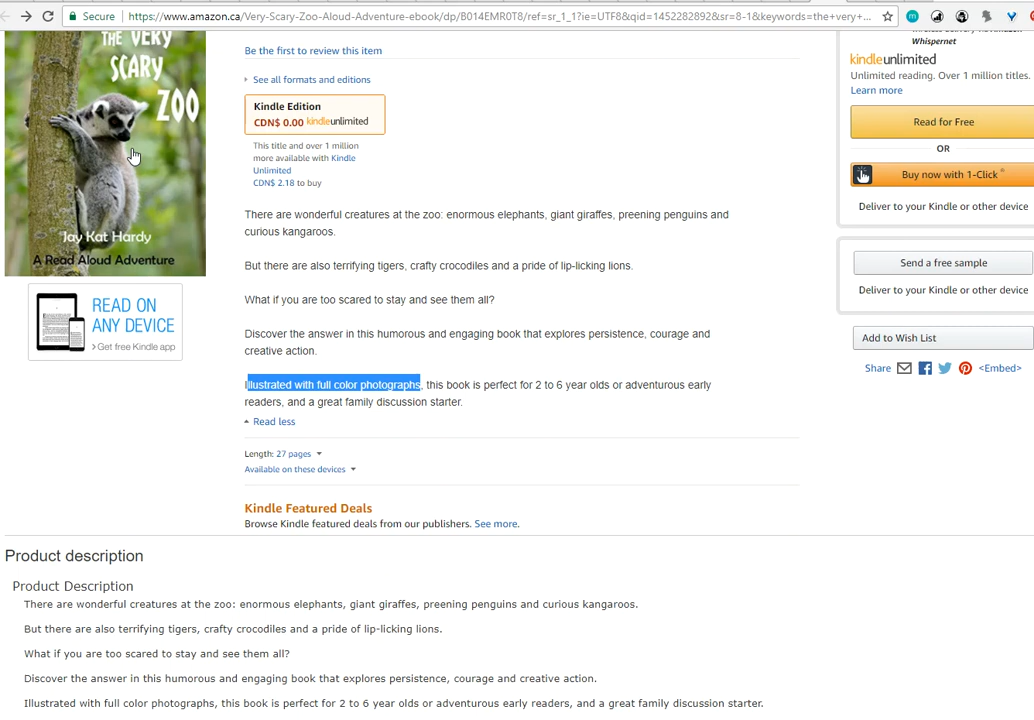 Secure https://www.amazon.ca/Very-Scary-Zoo-Aloud-Adventure-ebook/dp/B014EMR0T8/ref=sr_1_1?ie=UTF8&qid=1452282892&sr=8-1&keywords=the+very+...
THE VERY
SCARY
ZOO
Jay Kat Hardy
A Read Aloud Adventure
READ ON
ANY DEVICE
> Get free Kindle app
Be the first to review this item
See all formats and editions
Kindle Edition
CDN$ 0.00 kindleunlimited
This title and over 1 million
more available with Kindle
Unlimited
CDN$ 2.18 to buy
There are wonderful creatures at the zoo: enormous elephants, giant giraffes, preening penguins and
curious kangaroos.
But there are also terrifying tigers, crafty crocodiles and a pride of lip-licking lions.
What if you are too scared to stay and see them all?
Discover the answer in this humorous and engaging book that explores persistence, courage and
creative action.
Illustrated with full color photographs, this book is perfect for 2 to 6 year olds or adventurous early
readers, and a great family discussion starter.
Read less
Length: 27 pages
Available on these devices
Kindle Featured Deals
Browse Kindle featured deals from our publishers. See more.
Whispernet
kindleunlimited
Unlimited reading. Over 1 million titles.
Learn more
Read for Free
OR
Buy now with 1-Click ®
Deliver to your Kindle or other device
Send a free sample
Deliver to your Kindle or other device
Add to Wish List
Share <Embed>
Product description
Product Description
There are wonderful creatures at the zoo: enormous elephants, giant giraffes, preening penguins and curious kangaroos.
But there are also terrifying tigers, crafty crocodiles and a pride of lip-licking lions.
What if you are too scared to stay and see them all?
Discover the answer in this humorous and engaging book that explores persistence, courage and creative action.
Illustrated with full color photographs, this book is perfect for 2 to 6 year olds or adventurous early readers, and a great family discussion starter.